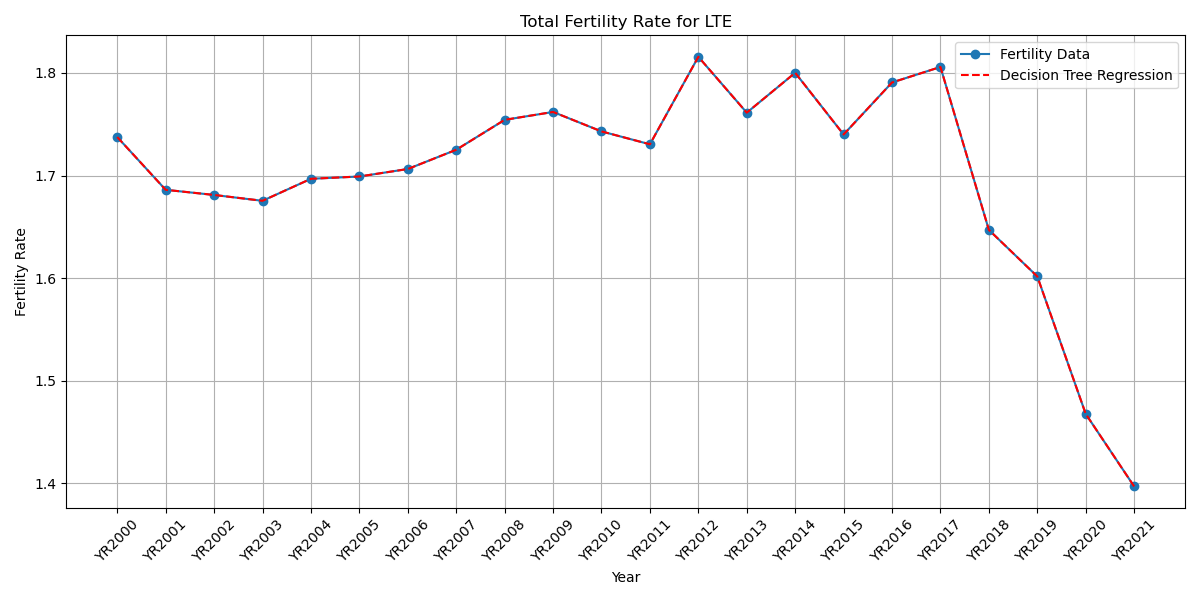 Total Fertility Rate for LTE
Fertility Data
Decision Tree Regression
Fertility Rate
1.8
1.7
1.6
1.5
1.4
YR2000
YR2001
YR2002
YR2003
YR2004
YR2005
YR2006
YR2007
YR2008
YR2009
YR2010
YR2011
YR2012
YR2013
YR2014
YR2015
YR2016
YR2017
YR2018
YR2019
YR2020
YR2021
Year